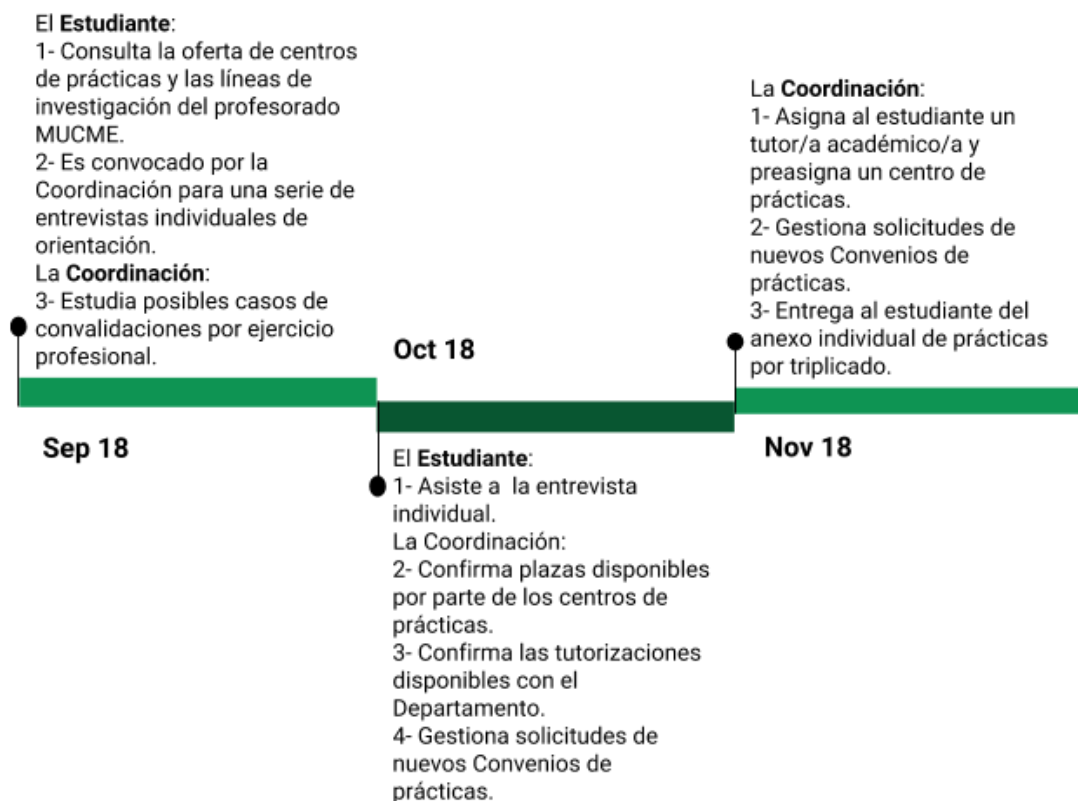 El Estudiante:
1- Consulta la oferta de centros
de prácticas y las líneas de
investigación del profesorado
MUCME.
2- Es convocado por la
Coordinación para una serie de
entrevistas individuales de
orientación.
La Coordinación:
3- Estudia posibles casos de
convalidaciones por ejercicio
profesional.
Sep 18
Oct 18
El Estudiante:
1- Asiste a  la entrevista
individual.
La Coordinación:
2- Confirma plazas disponibles
por parte de los centros de
prácticas.
3- Confirma las tutorizaciones
disponibles con el
Departamento.
4- Gestiona solicitudes de
nuevos Convenios de
prácticas.
La Coordinación:
1- Asigna al estudiante un
tutor/a académico/a y
preasigna un centro de
prácticas.
2- Gestiona solicitudes de
nuevos Convenios de
prácticas.
3- Entrega al estudiante del
anexo individual de prácticas
por triplicado.
Nov 18